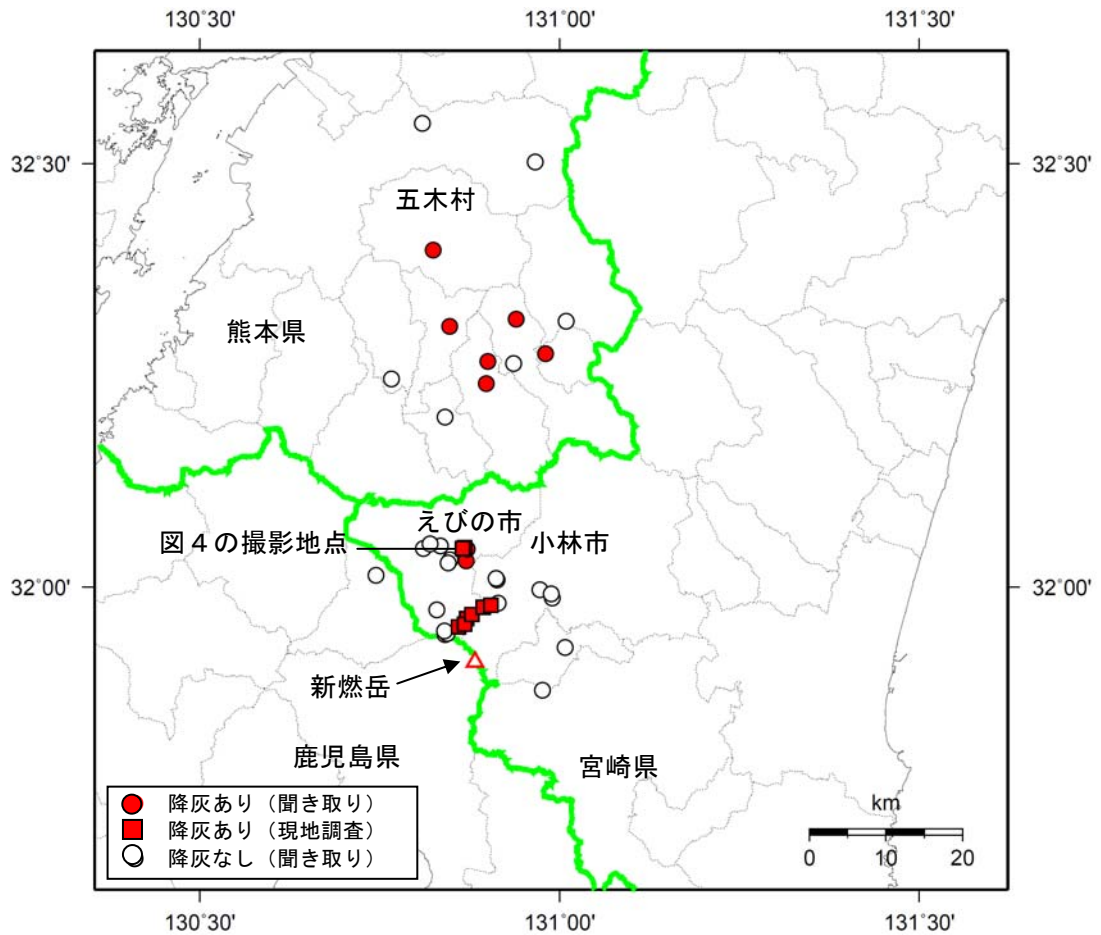 130°30' 131°00' 131°30'
32°30' 32°30'
五木村
熊本県
えびの市
図４の撮影地点 小林市
32°00' 32°00'
新燃岳
鹿児島県
宮崎県
km
降灰あり（聞き取り）
降灰あり（現地調査）
降灰なし（聞き取り）
0 10 20
130°30' 131°00' 131°30'